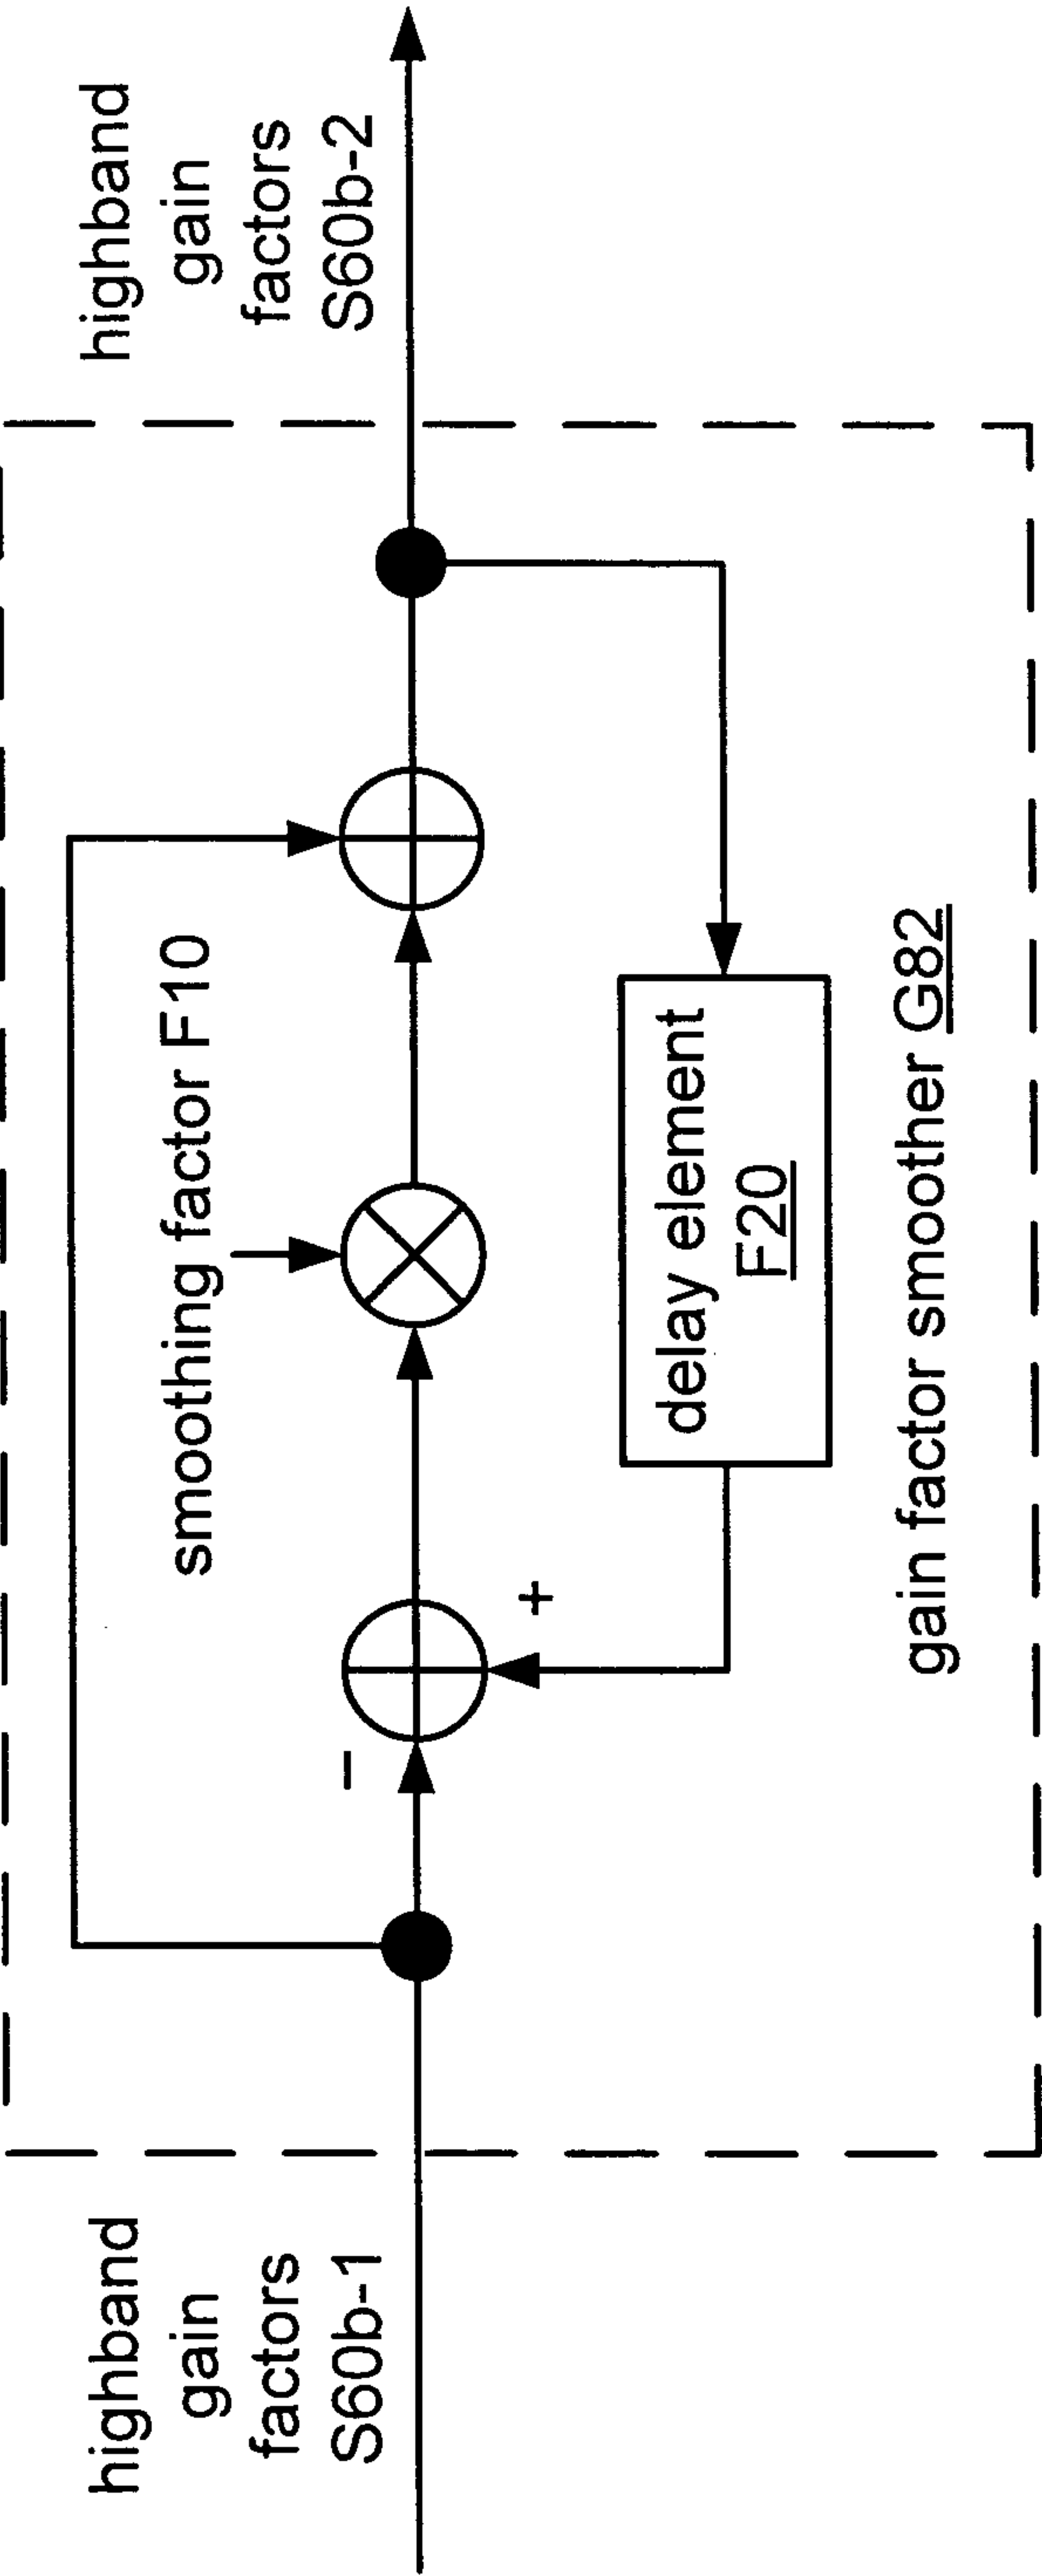 highband
gain
factors
S60b-1
smoothing factor F10
-
+
delay element
F20
gain factor smoother G82
highband
gain
factors
S60b-2